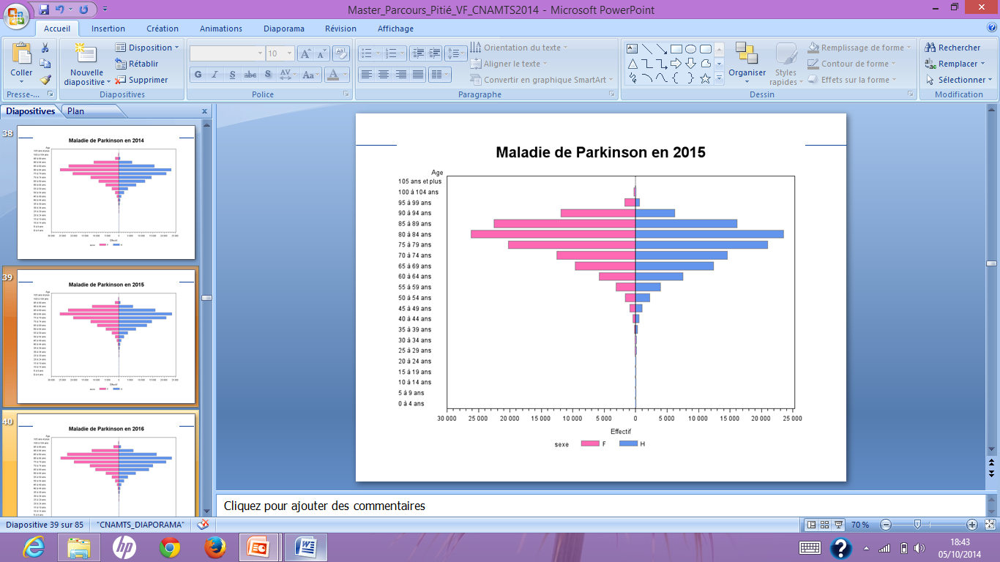 Master_Parcours_Pitié_VF_CNAMTS2014 - Microsoft PowerPoint
Accueil Insertion Création Animations Diaporama Révision Affichage
Coller
Nouvelle diapositive
Disposition
Rétablir
Supprimer
10
G I S abc S AV Aa A
Orientation du texte
Aligner le texte
Convertir en graphique SmartArt
Organiser
Styles rapides
Remplissage de forme
Contour de forme
Effets sur la forme
Rechercher
Remplacer
Sélectionner
Presse-... Diapositives Police Paragraphe Dessin Modification
Diapositives Plan x
38
Maladie de Parkinson en 2014
39
Maladie de Parkinson en 2015
40
Maladie de Parkinson en 2016
Maladie de Parkinson en 2015
Age
105 ans et plus
100 à 104 ans
95 à 99 ans
90 à 94 ans
85 à 89 ans
80 à 84 ans
75 à 79 ans
70 à 74 ans
65 à 69 ans
60 à 64 ans
55 à 59 ans
50 à 54 ans
45 à 49 ans
40 à 44 ans
35 à 39 ans
30 à 34 ans
25 à 29 ans
20 à 24 ans
15 à 19 ans
10 à 14 ans
5 à 9 ans
0 à 4 ans
30 000 25 000 20 000 15 000 10 000 5 000 0 5 000 10 000 15 000 20 000 25 000
Effectif
sexe F H
Cliquez pour ajouter des commentaires
Diapositive 39 sur 85 "CNAMTS_DIAPORAMA" 70 %
18:43
05/10/2014